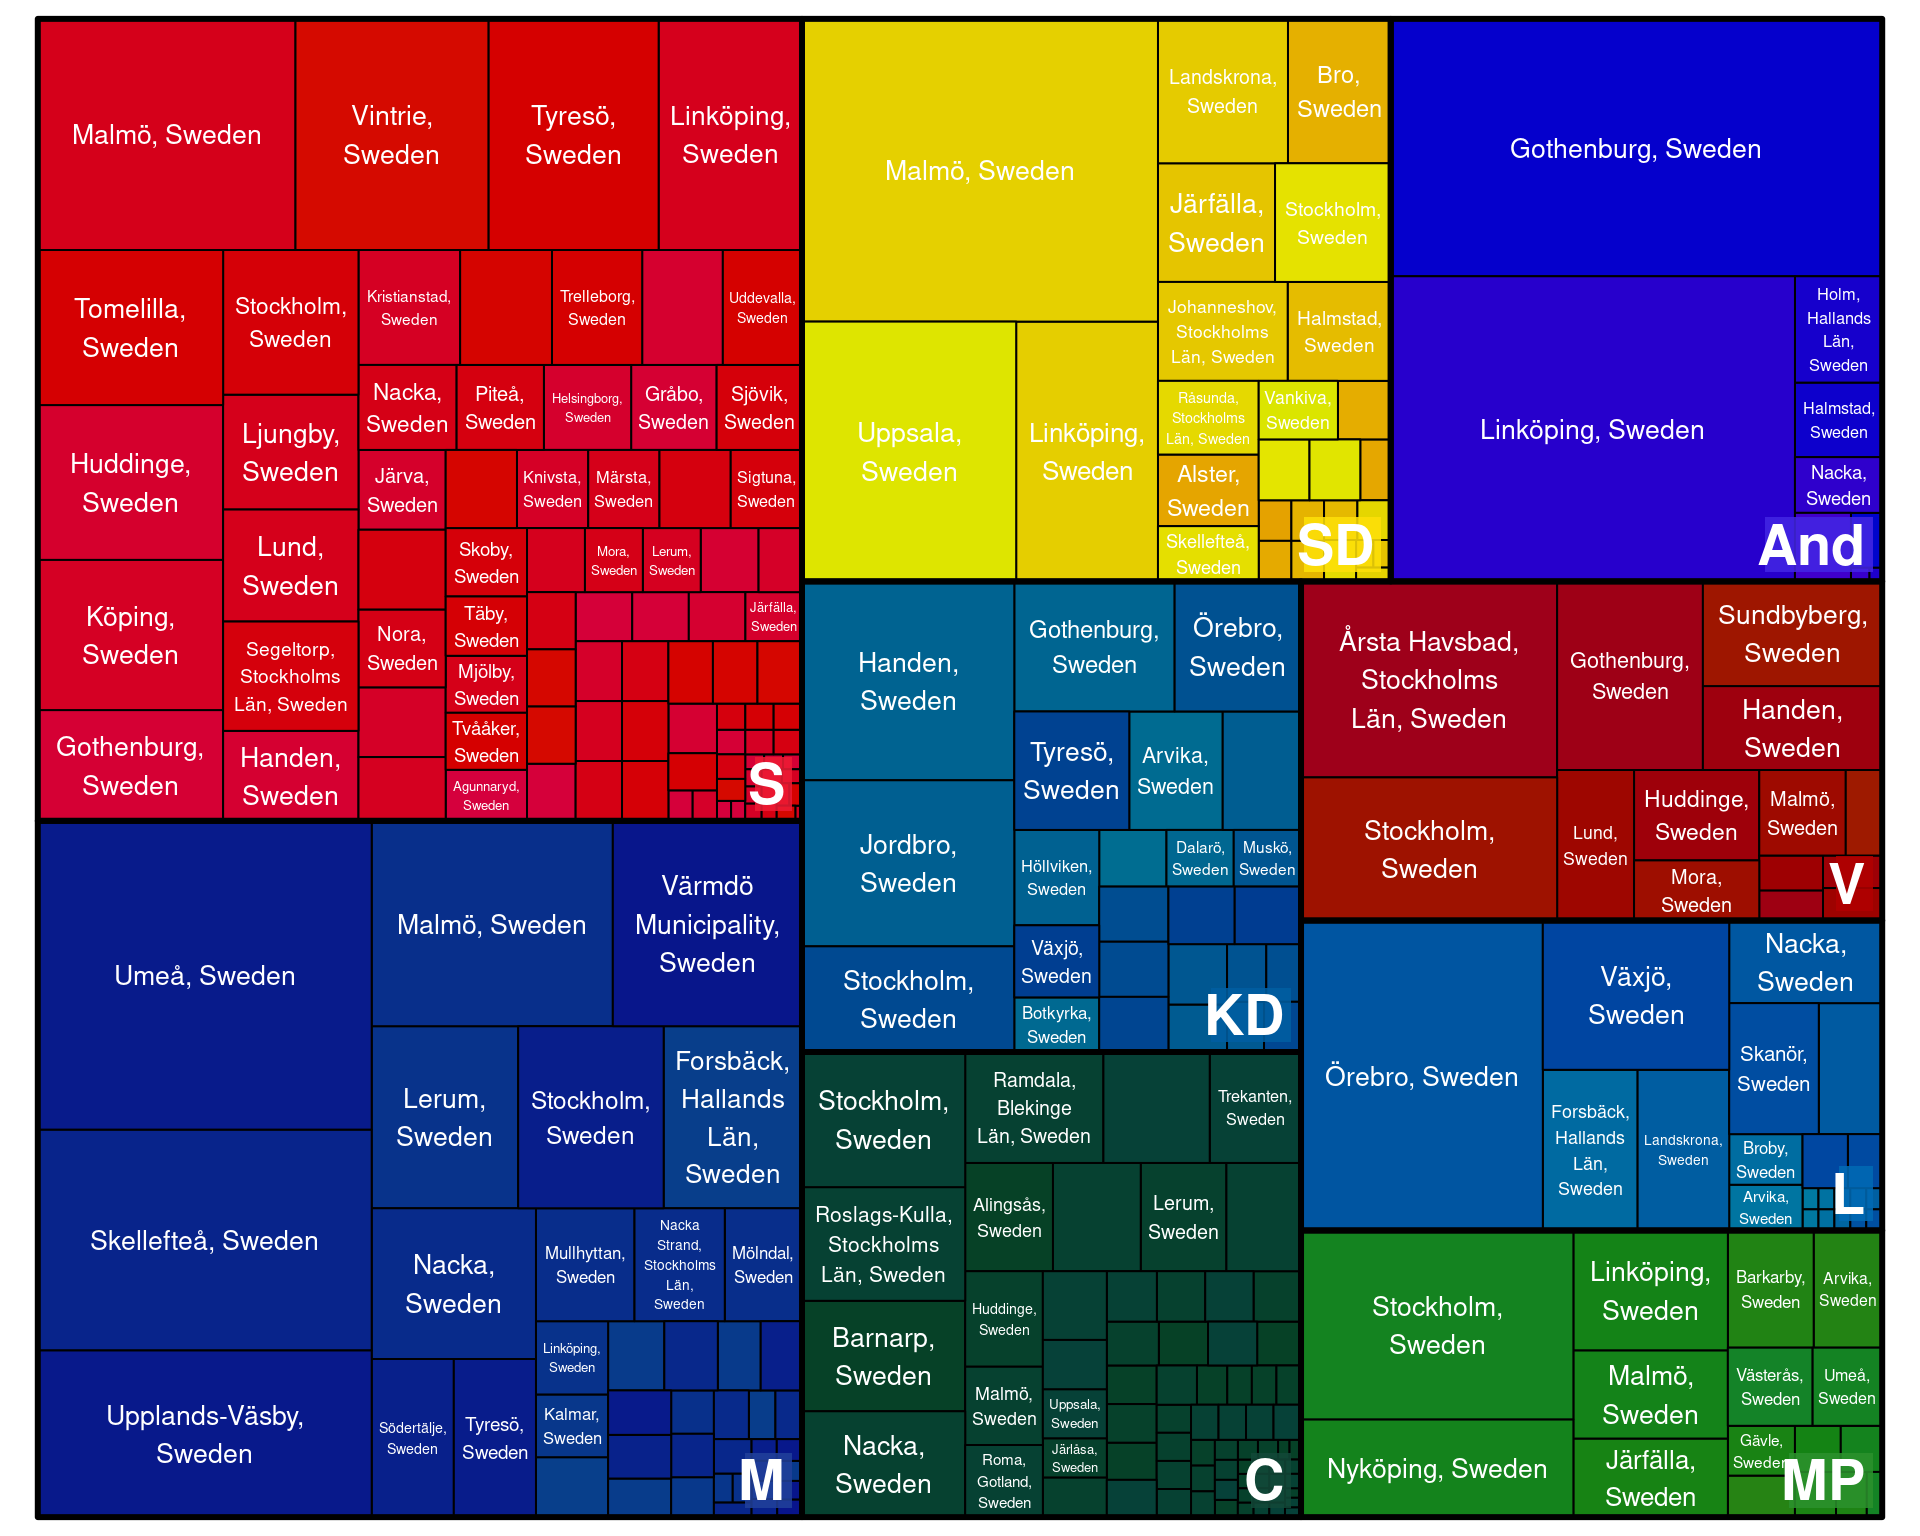 Malmö, Sweden
Vintrie,
Sweden
Tyresö,
Sweden
Linköping,
Sweden
Tomelilla,
Sweden
Stockholm,
Sweden
Kristianstad,
Sweden
Trelleborg,
Sweden
Uddevalla,
Sweden
Nacka,
Sweden
Piteå,
Sweden
Helsingborg,
Sweden
Gråbo,
Sweden
Sjövik,
Sweden
Huddinge,
Sweden
Ljungby,
Sweden
Järva,
Sweden
Knivsta,
Sweden
Märsta,
Sweden
Sigtuna,
Sweden
Lund,
Sweden
Skoby,
Sweden
Mora,
Sweden
Lerum,
Sweden
Köping,
Sweden
Segeltorp,
Stockholms
Län, Sweden
Nora,
Sweden
Täby,
Sweden
Järfälla,
Sweden
Mjölby,
Sweden
Gothenburg,
Sweden
Handen,
Sweden
Tvååker,
Sweden
Agunnaryd,
Sweden
S
Malmö, Sweden
Landskrona,
Sweden
Bro,
Sweden
Järfälla,
Sweden
Stockholm,
Sweden
Johanneshov,
Stockholms
Län, Sweden
Halmstad,
Sweden
Uppsala,
Sweden
Linköping,
Sweden
Råsunda,
Stockholms
Län, Sweden
Vankiva,
Sweden
Alster,
Sweden
Skellefteå,
Sweden
SD
Gothenburg, Sweden
Linköping, Sweden
Holm,
Hallands
Län,
Sweden
Halmstad,
Sweden
Nacka,
Sweden
And
Handen,
Sweden
Gothenburg,
Sweden
Örebro,
Sweden
Tyresö,
Sweden
Arvika,
Sweden
Jordbro,
Sweden
Höllviken,
Sweden
Dalarö,
Sweden
Muskö,
Sweden
Växjö,
Sweden
Stockholm,
Sweden
Botkyrka,
Sweden
KD
Årsta Havsbad,
Stockholms
Län, Sweden
Gothenburg,
Sweden
Sundbyberg,
Sweden
Handen,
Sweden
Stockholm,
Sweden
Lund,
Sweden
Huddinge,
Sweden
Malmö,
Sweden
Mora,
Sweden
V
Umeå, Sweden
Malmö, Sweden
Värmdö
Municipality,
Sweden
Lerum,
Sweden
Stockholm,
Sweden
Forsbäck,
Hallands
Län,
Sweden
Skellefteå, Sweden
Nacka,
Sweden
Mullhyttan,
Sweden
Nacka
Strand,
Stockholms
Län,
Sweden
Mölndal,
Sweden
Linköping,
Sweden
Upplands-Väsby,
Sweden
Södertälje,
Sweden
Tyresö,
Sweden
Kalmar,
Sweden
M
Stockholm,
Sweden
Ramdala,
Blekinge
Län, Sweden
Trekanten,
Sweden
Roslags-Kulla,
Stockholms
Län, Sweden
Alingsås,
Sweden
Lerum,
Sweden
Barnarp,
Sweden
Huddinge,
Sweden
Malmö,
Sweden
Uppsala,
Sweden
Nacka,
Sweden
Roma,
Gotland,
Sweden
Järlåsa,
Sweden
C
Örebro, Sweden
Växjö,
Sweden
Nacka,
Sweden
Skanör,
Sweden
Forsbäck,
Hallands
Län,
Sweden
Landskrona,
Sweden
Broby,
Sweden
Arvika,
Sweden
L
Stockholm,
Sweden
Linköping,
Sweden
Barkarby,
Sweden
Arvika,
Sweden
Malmö,
Sweden
Västerås,
Sweden
Umeå,
Sweden
Nyköping, Sweden
Järfälla,
Sweden
Gävle,
Sweden
MP